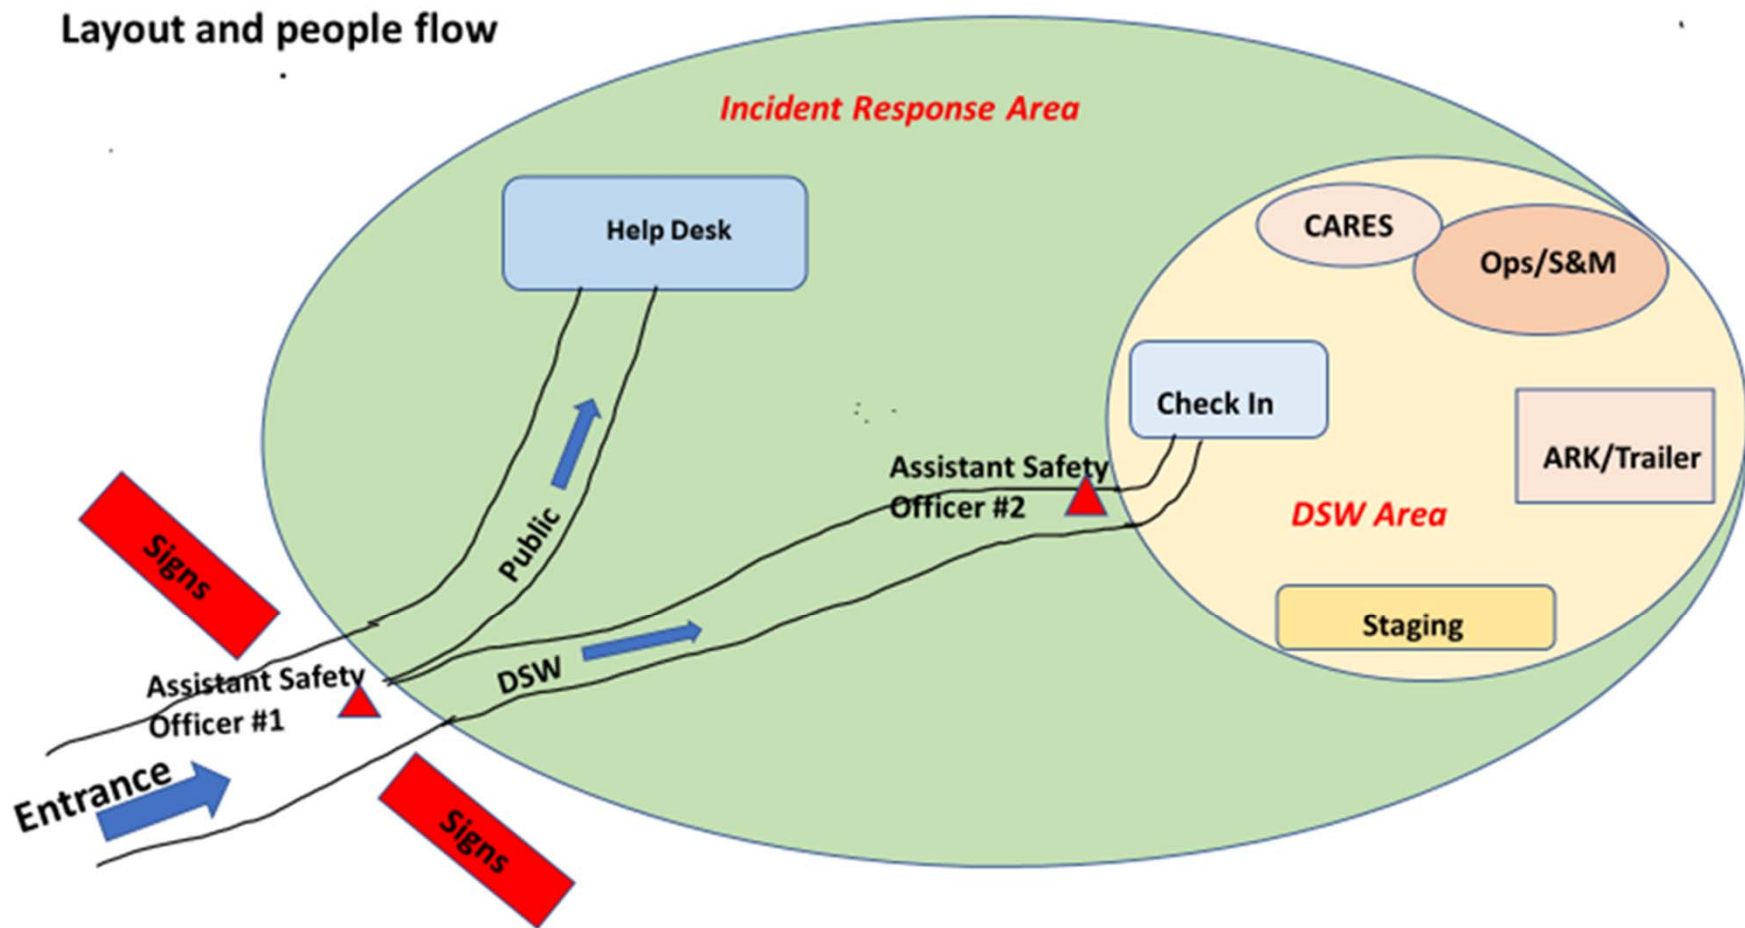 Layout and people flow
Incident Response Area
Help Desk
CARES
Ops/S&M
Check In
ARK/Trailer
DSW Area
Staging
Assistant Safety
Officer #2
Public
DSW
Signs
Assistant Safety
Officer #1
Entrance
Signs